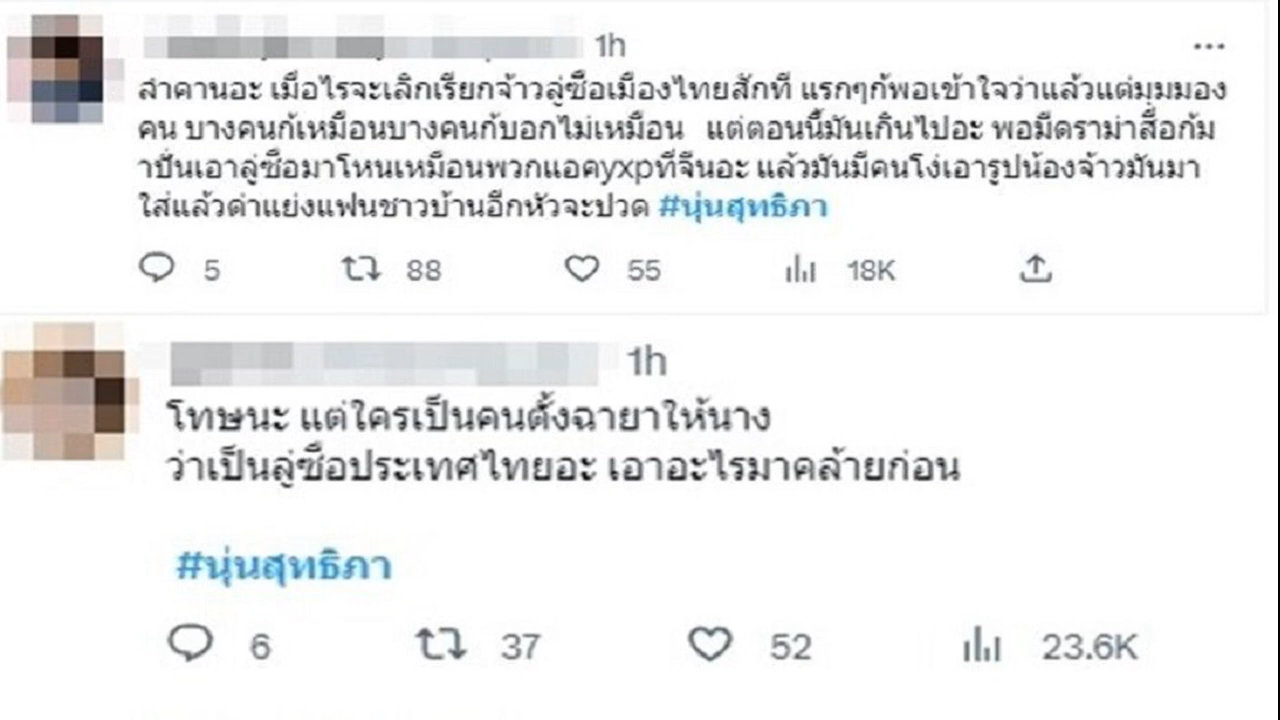 1h
ลำคานอะ เมื่อไรจะเลิกเรียกจ้าวลู่ซือเมืองไทยสักที แรกๆก้พอเข้าใจว่าแล้วแต่มุมมอง
คน บางคนก้เหมือนบางคนก้บอกไม่เหมือน แต่ตอนนี้มันเกินไปอะ พอมีดราม่าสื่อก้ม
าปั่นเอาลู่ซือมาโหนเหมือนพวกแอคyxpที่จีนอะ แล้วมันมีคนโง่เอารูปน้องจ้าวมันมา
ใส่แล้วด่าแย่งแฟนชาวบ้านอีกหัวจะปวด #นุ่นสุทธิภา
5 88 55 18K
1h
โทษนะ แต่ใครเป็นคนตั้งฉายาให้นาง
ว่าเป็นลู่ซือประเทศไทยอะ เอาอะไรมาคล้ายก่อน
#นุ่นสุทธิภา
6 37 52 23.6K